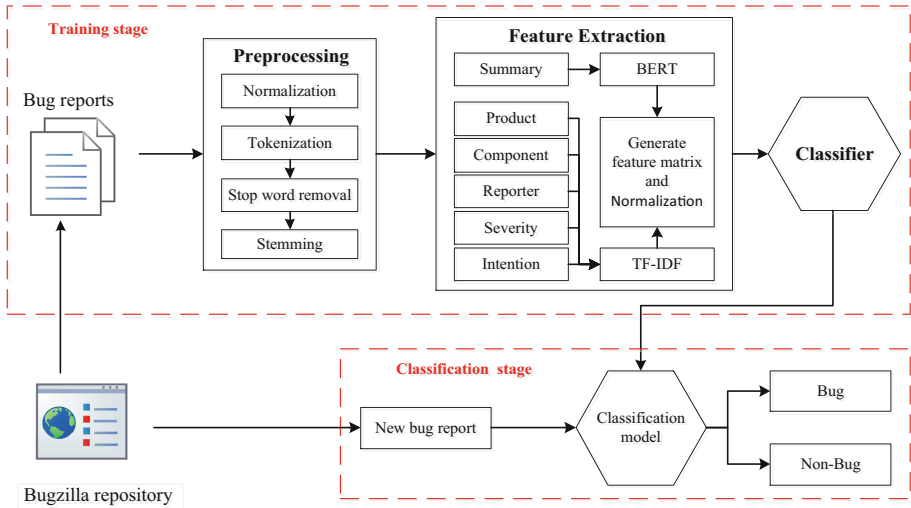 Training stage
Bug reports
Preprocessing
Normalization
Tokenization
Stop word removal
Stemming
Feature Extraction
Summary
BERT
Product
Component
Reporter
Severity
Intention
Generate
feature matrix
and
Normalization
TF-IDF
Classifier
Bugzilla repository
Classification stage
New bug report
Classification
model
Bug
Non-Bug